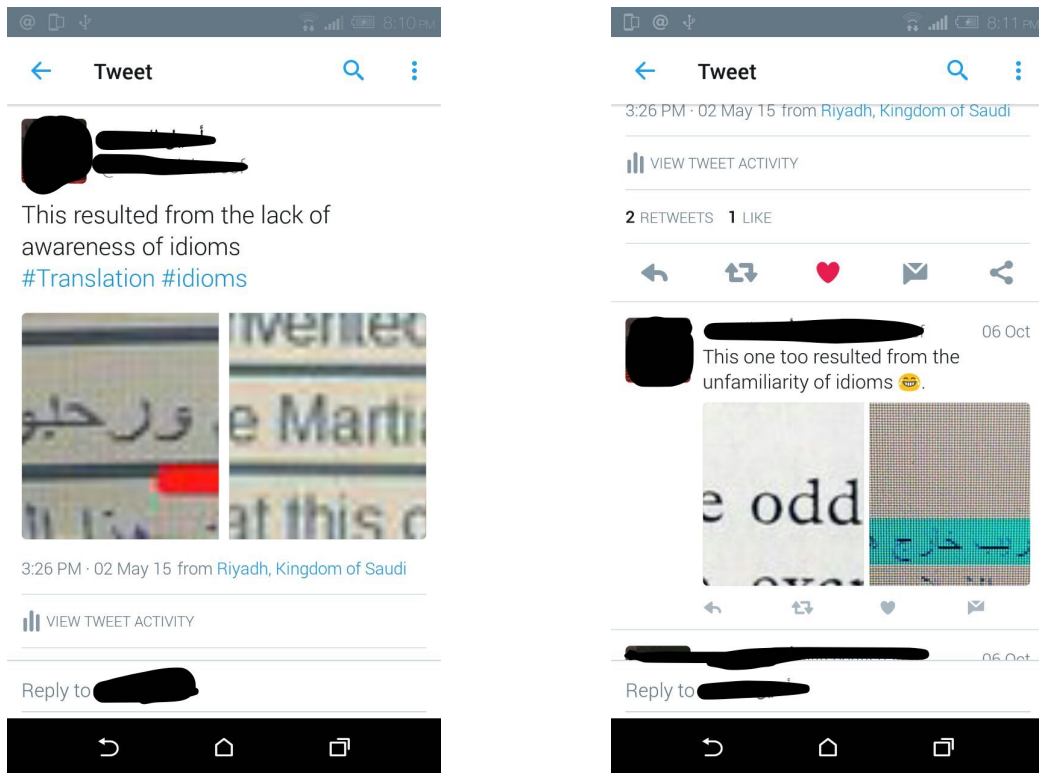 8:10 PM
Tweet
This resulted from the lack of
awareness of idioms
#Translation #idioms
e Marti
at this
3:26 PM · 02 May 15 from Riyadh, Kingdom of Saudi
VIEW TWEET ACTIVITY
Reply to
8:11 PM
Tweet
3:26 PM · 02 May 15 from Riyadh, Kingdom of Saudi
VIEW TWEET ACTIVITY
2 RETWEETS 1 LIKE
06 Oct
This one too resulted from the
unfamiliarity of idioms 😁.
e odd
خارج
06 Oct
Reply to